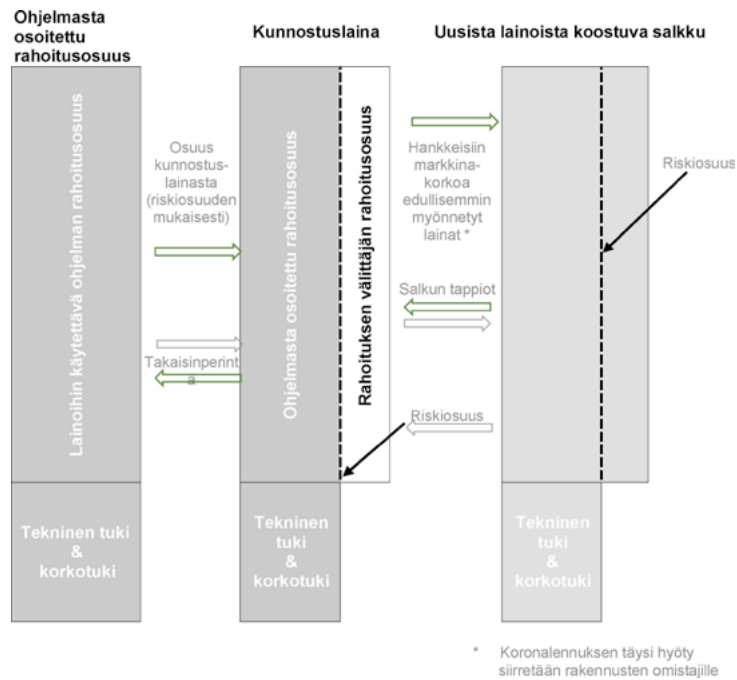 Ohjelmasta
osoitettu
rahoitusosuus
Kunnostuslaina
Uusista lainoista koostuva salkku
Lainoihin käytettävä ohjelman rahoitusosuus
Osuus
kunnostus-
lainasta
(riskiosuuden
mukaisesti)
Takaisinperint
ä
Ohjelmasta osoitettu rahoitusosuus
Rahoituksen välittäjän rahoitusosuus
Hankkeisiin
markkina-
korkoa
edullisemmin
myönnetyt
lainat *
Salkun tappiot
Riskiosuus
Riskiosuus
Tekninen tuki
&
korkotuki
Tekninen
tuki
&
korkotuki
Tekninen
tuki
&
korkotuki
* Koronalennuksen täysi hyöty
siirretään rakennusten omistajille